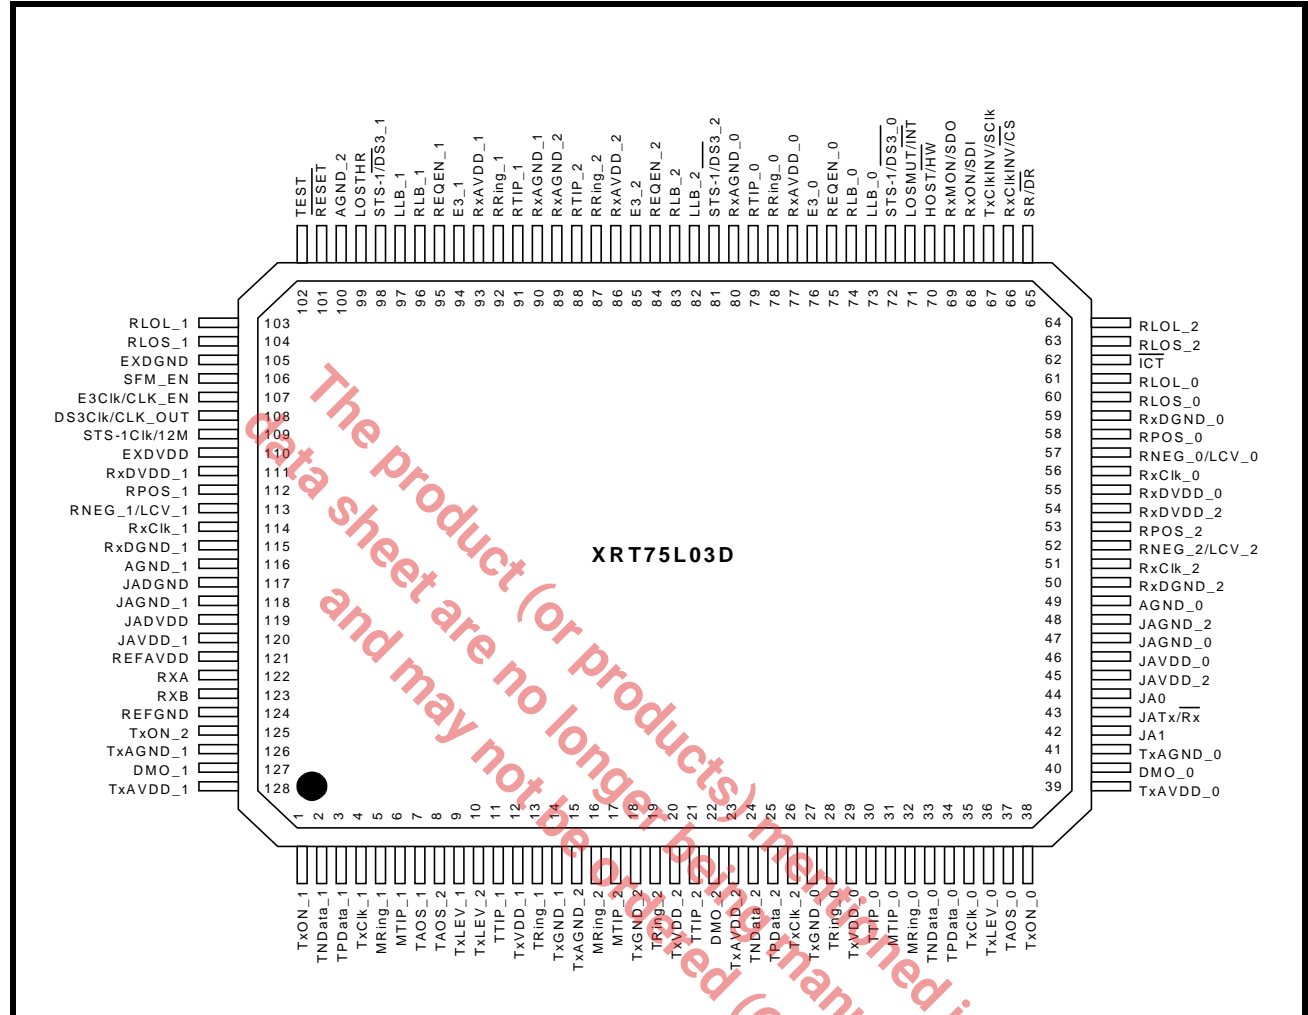 TEST
RESET
AGND_2
LOSTHR
STS-1/DS3_1
LLB_1
RLB_1
REQEN_1
E3_1
RxAVDD_1
RRing_1
RTIP_1
RxAGND_1
RxAGND_2
RTIP_2
RRing_2
RxAVDD_2
E3_2
REQEN_2
RLB_2
LLB_2
STS-1/DS3_2
RxAGND_0
RTIP_0
RRing_0
RxAVDD_0
E3_0
REQEN_0
RLB_0
LLB_0
STS-1/DS3_0
LOSMUT/INT
HOST/HW
RxMON/SDO
RxON/SDI
TxClkINV/SClk
RxClkINV/CS
SR/DR
102 101 100 99 98 97 96 95 94 93 92 91 90 89 88 87 86 85 84 83 82 81 80 79 78 77 76 75 74 73 72 71 70 69 68 67 66 65
RLOL_1 103
RLOS_1 104
EXDGND 105
SFM_EN 106
E3Clk/CLK_EN 107
DS3Clk/CLK_OUT 108
STS-1Clk/12M 109
EXDVDD 110
RxDVDD_1 111
RPOS_1 112
RNEG_1/LCV_1 113
RxClk_1 114
RxDGND_1 115
AGND_1 116
JADGND 117
JAGND_1 118
JADVDD 119
JAVDD_1 120
REFAVDD 121
RXA 122
RXB 123
REFGND 124
TxON_2 125
TxAGND_1 126
DMO_1 127
TxAVDD_1 128
XRT75L03D
64 RLOL_2
63 RLOS_2
62 ICT
61 RLOL_0
60 RLOS_0
59 RxDGND_0
58 RPOS_0
57 RNEG_0/LCV_0
56 RxClk_0
55 RxDVDD_0
54 RxDVDD_2
53 RPOS_2
52 RNEG_2/LCV_2
51 RxClk_2
50 RxDGND_2
49 AGND_0
48 JAGND_2
47 JAGND_0
46 JAVDD_0
45 JAVDD_2
44 JA0
43 JATx/Rx
42 JA1
41 TxAGND_0
40 DMO_0
39 TxAVDD_0
1 2 3 4 5 6 7 8 9 10 11 12 13 14 15 16 17 18 19 20 21 22 23 24 25 26 27 28 29 30 31 32 33 34 35 36 37 38
TxON_1
TNData_1
TPData_1
TxClk_1
MRing_1
MTIP_1
TAOS_1
TAOS_2
TxLEV_1
TxLEV_2
TTIP_1
TxVDD_1
TRing_1
TxGND_1
TxAGND_2
MRing_2
MTIP_2
TxGND_2
TRing_2
TxVDD_2
TTIP_2
DMO_2
TxAVDD_2
TNData_2
TPData_2
TxClk_2
TxGND_0
TRing_0
TxVDD_0
TTIP_0
MTIP_0
MRing_0
TNData_0
TPData_0
TxClk_0
TxLEV_0
TAOS_0
TxON_0
The product (or products) mentioned i
data sheet are no longer being man
and may not be ordered (